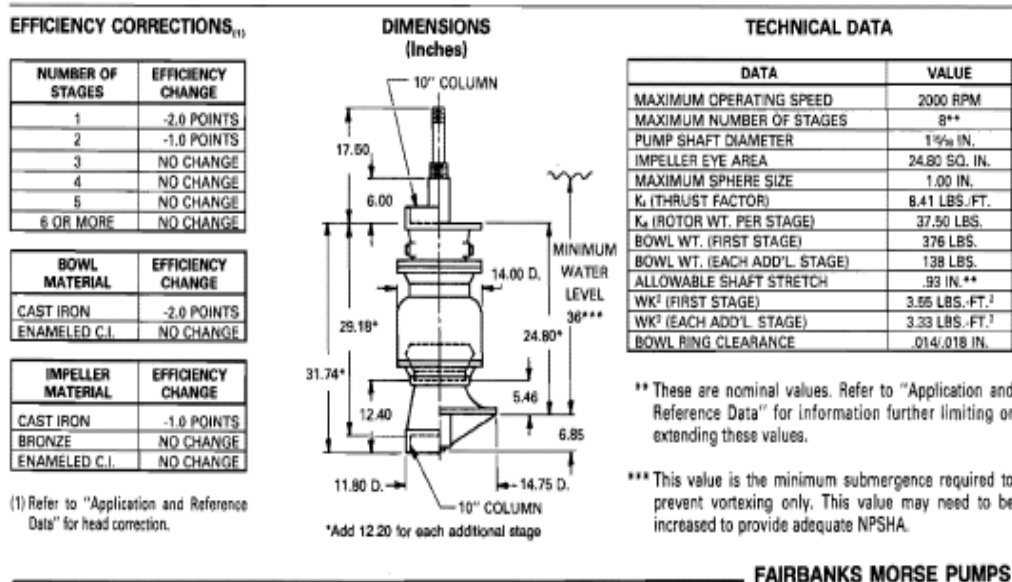 EFFICIENCY CORRECTIONS(1)
NUMBER OF STAGES EFFICIENCY CHANGE
1 -2.0 POINTS
2 -1.0 POINTS
3 NO CHANGE
4 NO CHANGE
5 NO CHANGE
6 OR MORE NO CHANGE
BOWL MATERIAL EFFICIENCY CHANGE
CAST IRON -2.0 POINTS
ENAMELED C.I. NO CHANGE
IMPELLER MATERIAL EFFICIENCY CHANGE
CAST IRON -1.0 POINTS
BRONZE NO CHANGE
ENAMELED C.I. NO CHANGE
(1) Refer to "Application and Reference
Data" for head correction.
DIMENSIONS
(Inches)
10" COLUMN
17.50
6.00
MINIMUM
WATER
LEVEL
36***
14.00 D.
29.18*
24.80*
31.74*
12.40
5.46
6.85
11.80 D.
14.75 D.
10" COLUMN
*Add 12.20 for each additional stage
TECHNICAL DATA
DATA VALUE
MAXIMUM OPERATING SPEED 2000 RPM
MAXIMUM NUMBER OF STAGES 8**
PUMP SHAFT DIAMETER 1 15/16 IN.
IMPELLER EYE AREA 24.80 SQ. IN.
MAXIMUM SPHERE SIZE 1.00 IN.
(THRUST FACTOR) 8.41 LBS./FT.
(ROTOR WT. PER STAGE) 37.50 LBS.
BOWL WT. (FIRST STAGE) 376 LBS.
BOWL WT. (EACH ADD'L. STAGE) 138 LBS.
ALLOWABLE SHAFT STRETCH .93 IN.**
WK² (FIRST STAGE) 3.55 LBS.-FT.²
WK² (EACH ADD'L. STAGE) 3.33 LBS.-FT.²
BOWL RING CLEARANCE .014/.018 IN.
** These are nominal values. Refer to "Application and
Reference Data" for information further limiting or
extending these values.
*** This value is the minimum submergence required to
prevent vortexing only. This value may need to be
increased to provide adequate NPSHA.
FAIRBANKS MORSE PUMPS